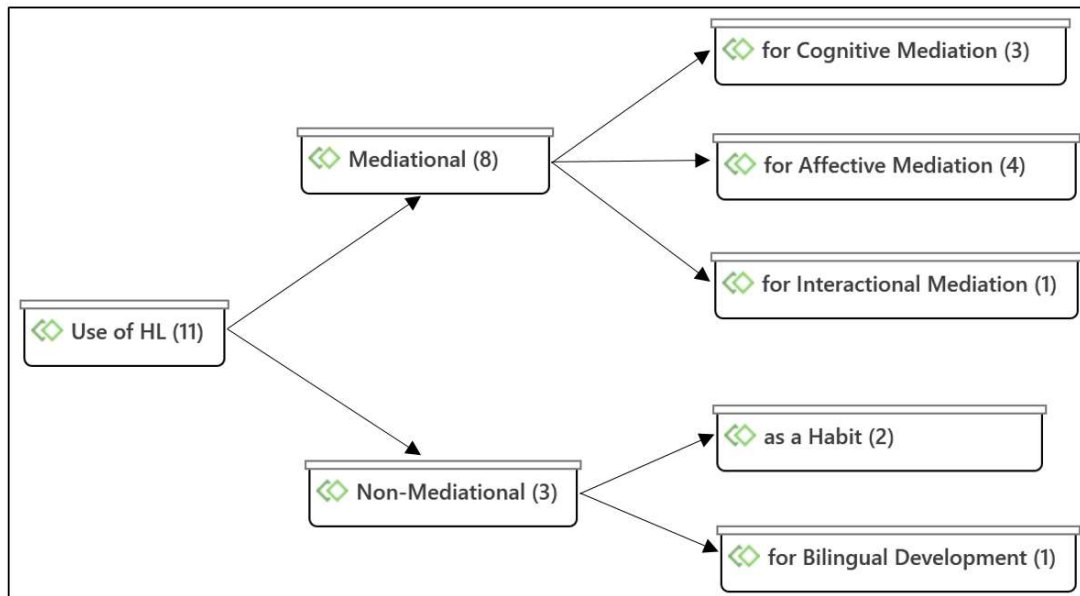 Use of HL (11)
Mediational (8)
for Cognitive Mediation (3)
for Affective Mediation (4)
for Interactional Mediation (1)
Non-Mediational (3)
as a Habit (2)
for Bilingual Development (1)